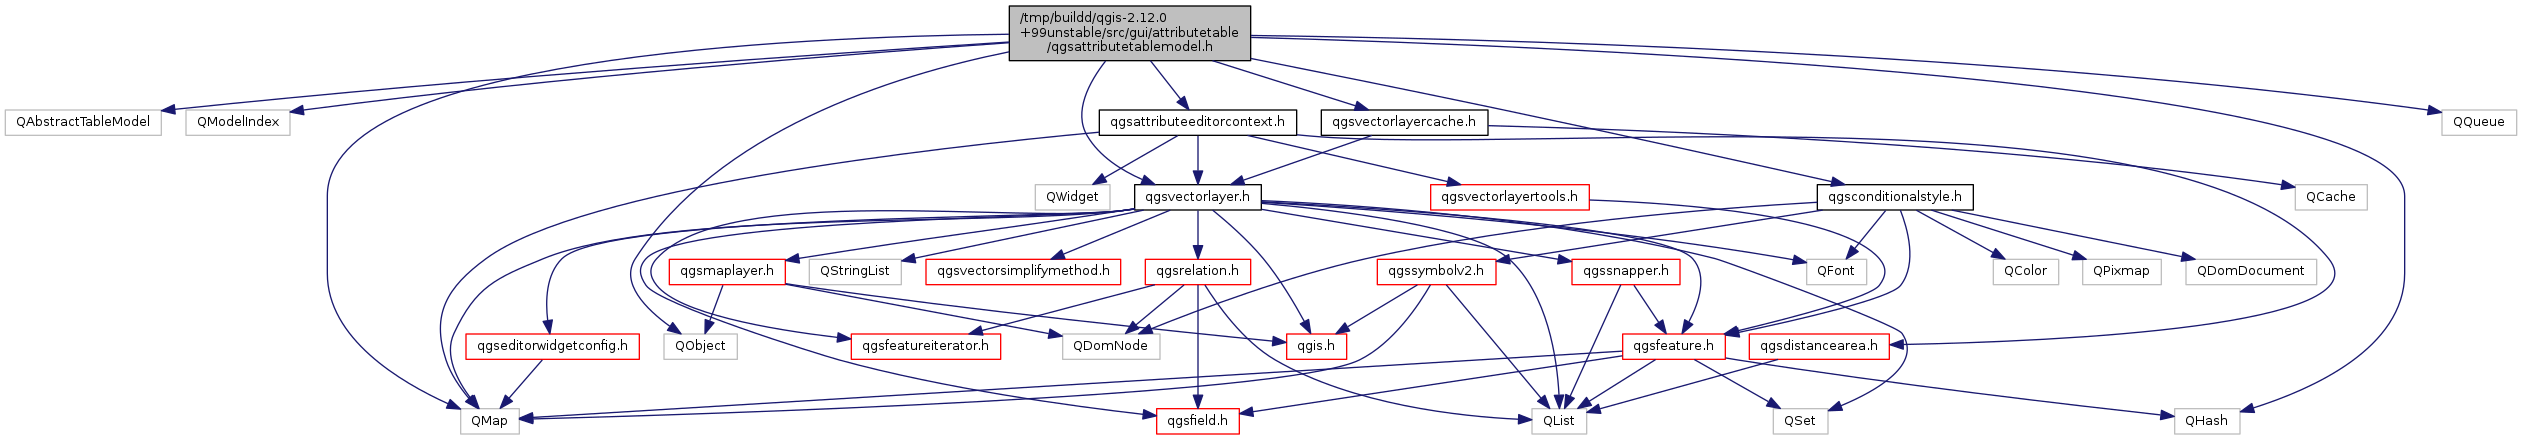 /tmp/buildd/qgis-2.12.0
+99unstable/src/gui/attributetable
/qgsattributetablemodel.h
QAbstractTableModel
QModelIndex
qgsattributeeditorcontext.h
qgsvectorlayercache.h
QQueue
QWidget
qgsvectorlayer.h
qgsvectorlayertools.h
qgsconditionalstyle.h
QCache
qgsmaplayer.h
QStringList
qgsvectorsimplifymethod.h
qgsrelation.h
qgssymbolv2.h
qgssnapper.h
QFont
QColor
QPixmap
QDomDocument
qgseditorwidgetconfig.h
QObject
qgsfeatureiterator.h
QDomNode
qgis.h
qgsfeature.h
qgsdistancearea.h
QMap
qgsfield.h
QList
QSet
QHash